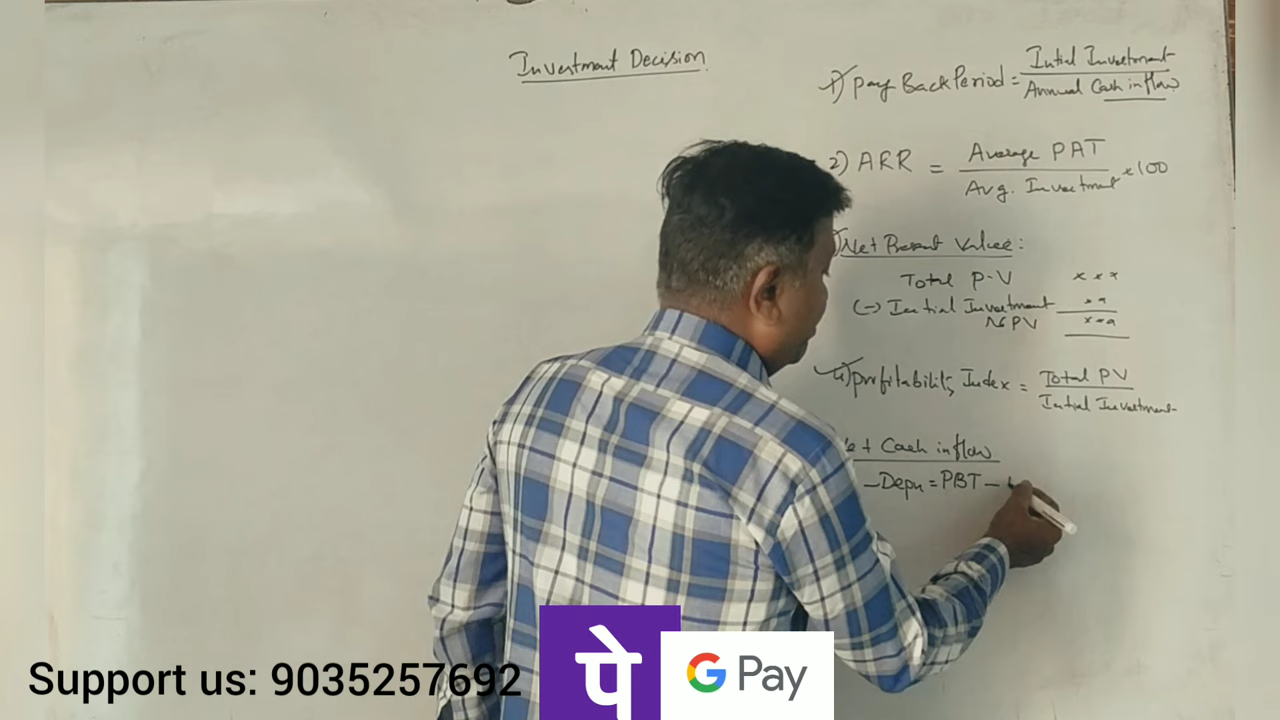 Investment Decision
1) Pay Back Period = Intial Investment
Annual Cash inflow
2) ARR = Average PAT
Avg. Investment × 100
Net Present Value:
Total P.V x x x
(-) Initial Investment x x
NPV x x x
4) Profitability Index = Total PV
Initial Investment
et Cash inflow
- Depn = PBT -
Support us: 9035257692
पे
G Pay